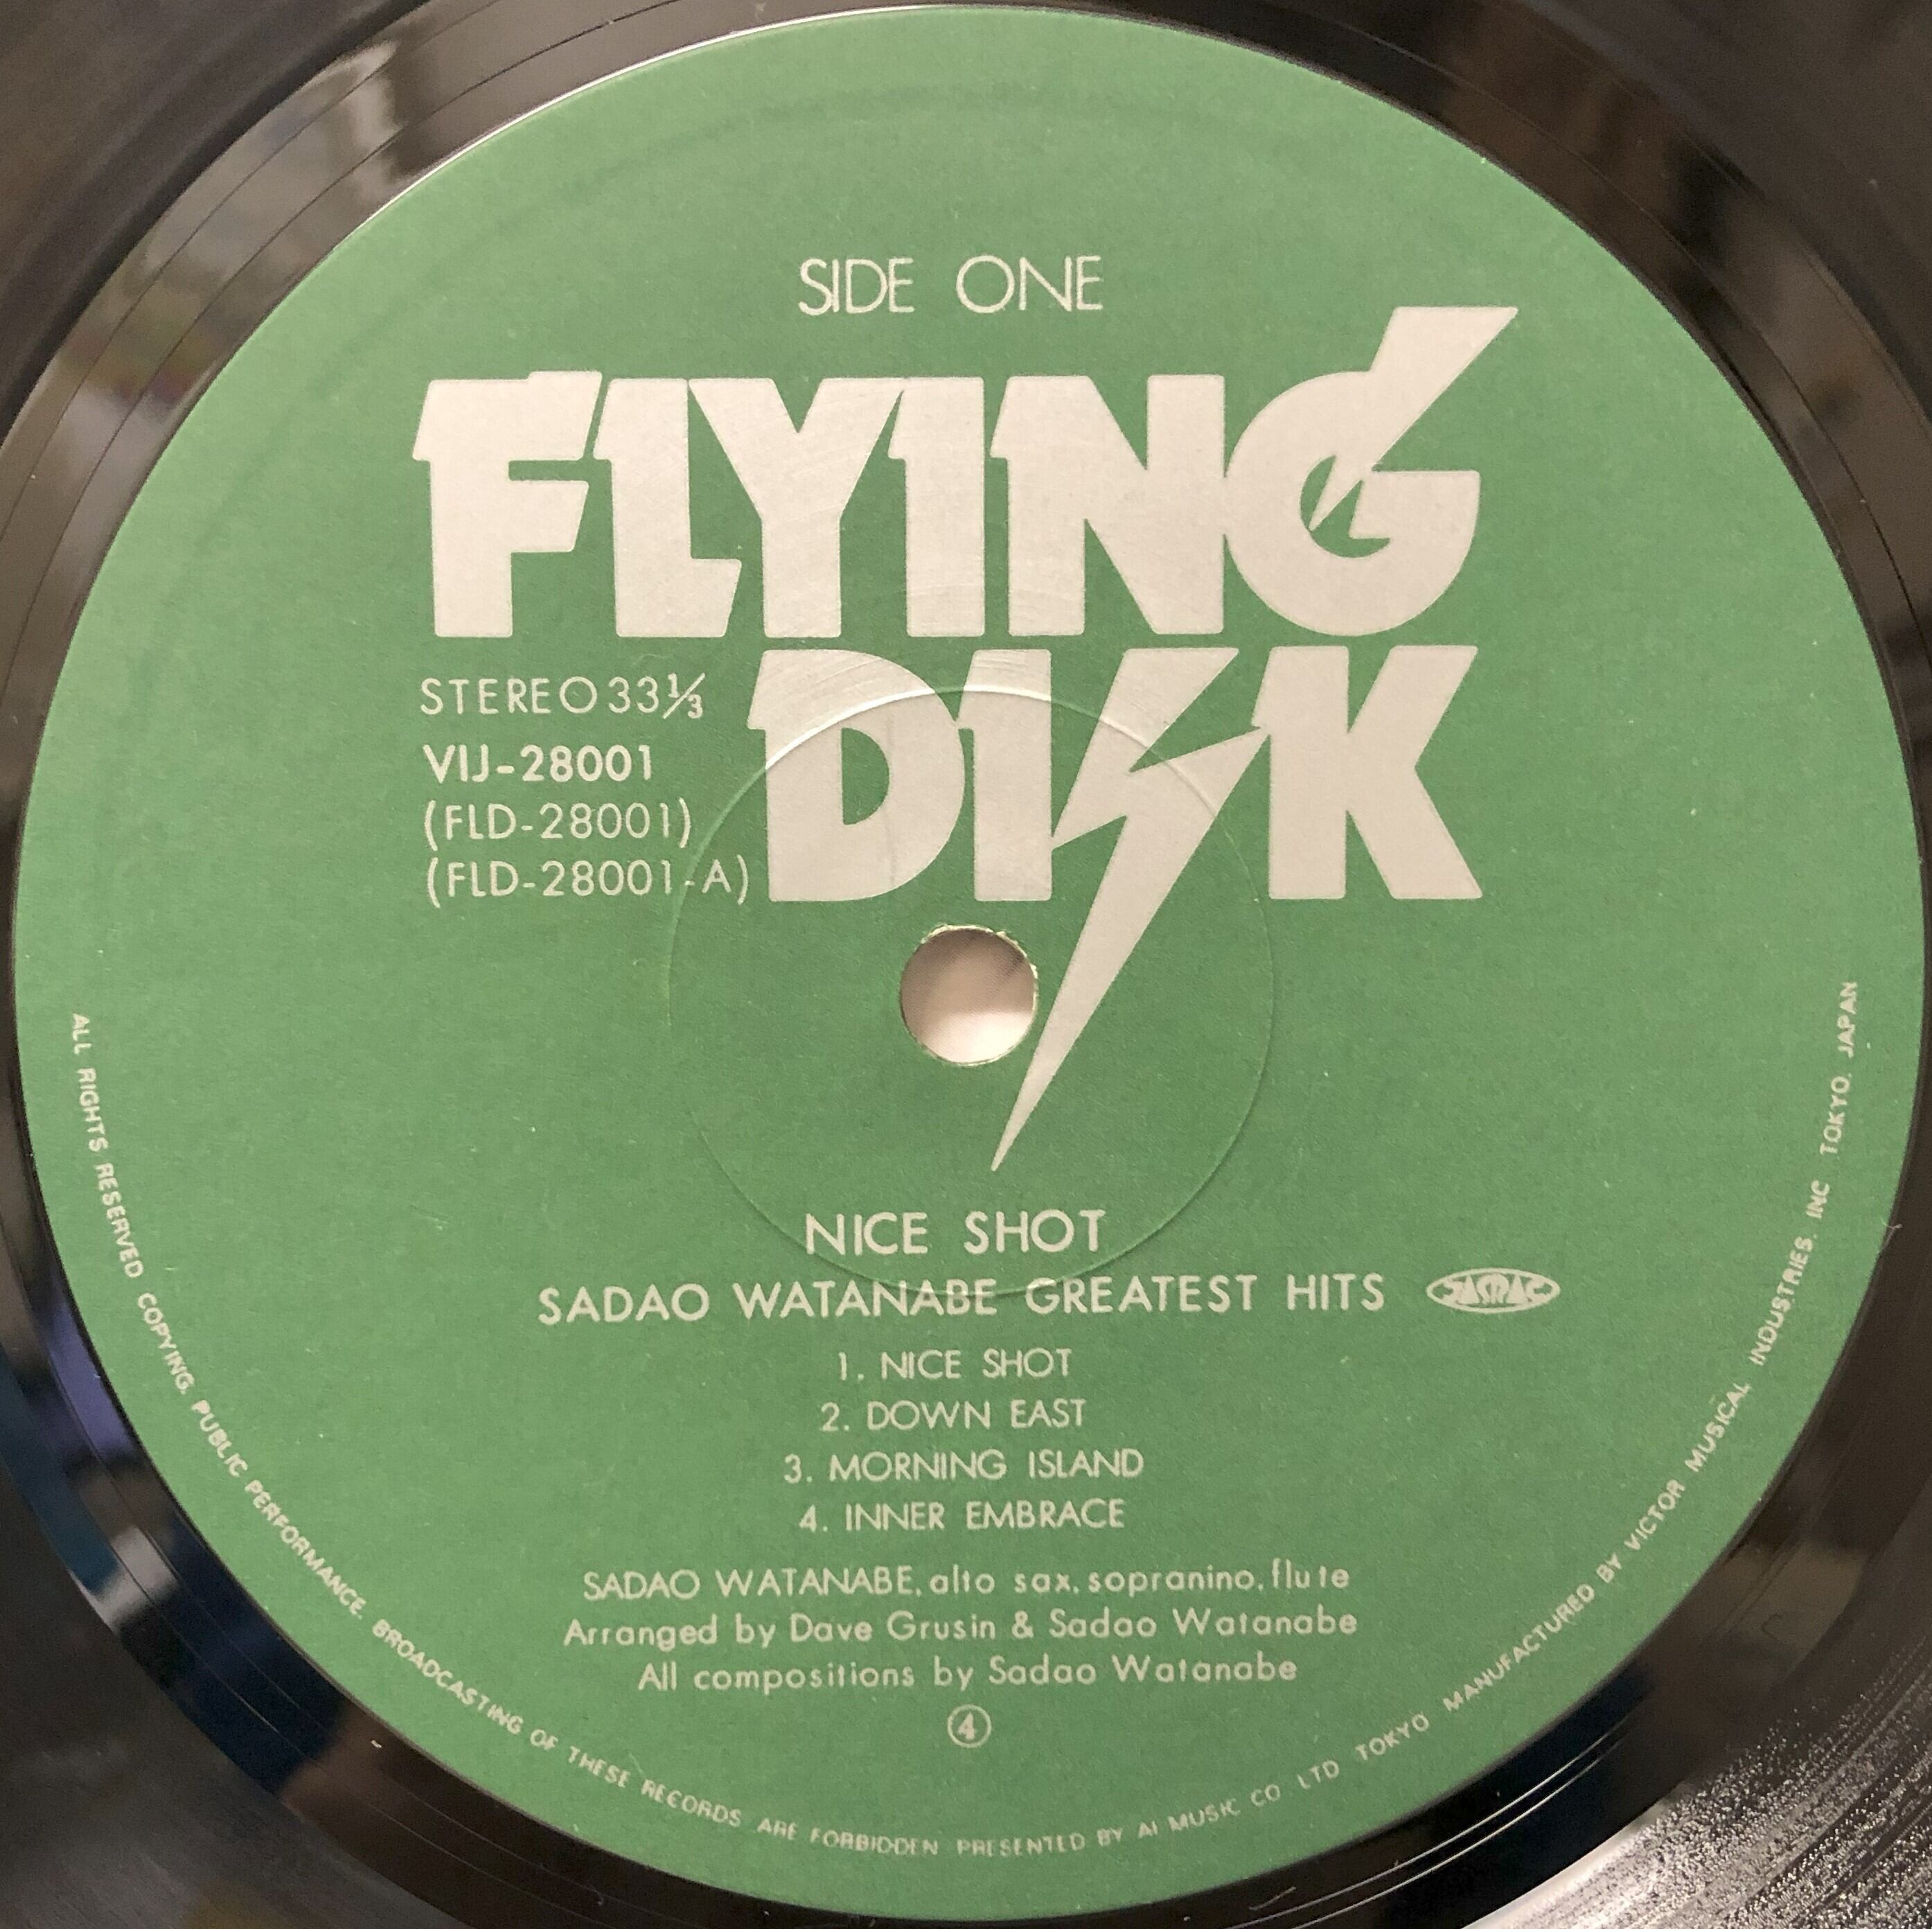 SIDE ONE
FLYING
DISK
STEREO 33⅓
VIJ-28001
(FLD-28001)
(FLD-28001-A)
NICE SHOT
SADAO WATANABE GREATEST HITS
JASRAC
1. NICE SHOT
2. DOWN EAST
3. MORNING ISLAND
4. INNER EMBRACE
SADAO WATANABE, alto sax, sopranino, flute
Arranged by Dave Grusin & Sadao Watanabe
All compositions by Sadao Watanabe
④
ALL RIGHTS RESERVED COPYING, PUBLIC PERFORMANCE, BROADCASTING OF THESE RECORDS ARE FORBIDDEN PRESENTED BY AI MUSIC CO. LTD TOKYO MANUFACTURED BY VICTOR MUSICAL INDUSTRIES, INC TOKYO, JAPAN